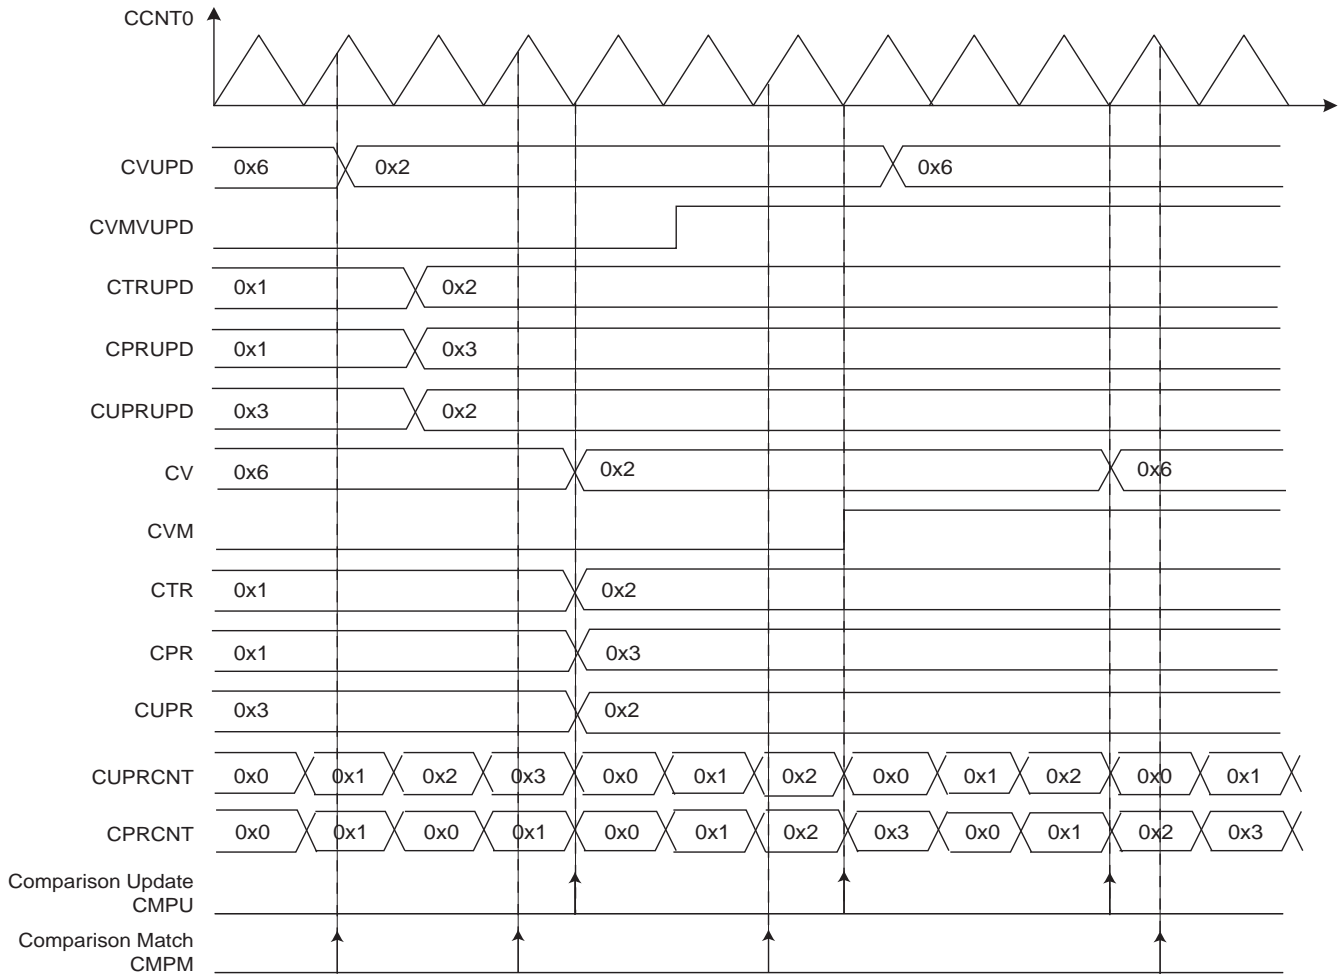 CCNT0
CVUPD 0x6 0x2 0x6
CVMVUPD
CTRUPD 0x1 0x2
CPRUPD 0x1 0x3
CUPRUPD 0x3 0x2
CV 0x6 0x2 0x6
CVM
CTR 0x1 0x2
CPR 0x1 0x3
CUPR 0x3 0x2
CUPRCNT 0x0 0x1 0x2 0x3 0x0 0x1 0x2 0x0 0x1 0x2 0x0 0x1
CPRCNT 0x0 0x1 0x0 0x1 0x0 0x1 0x2 0x3 0x0 0x1 0x2 0x3
Comparison Update
CMPU
Comparison Match
CMPM